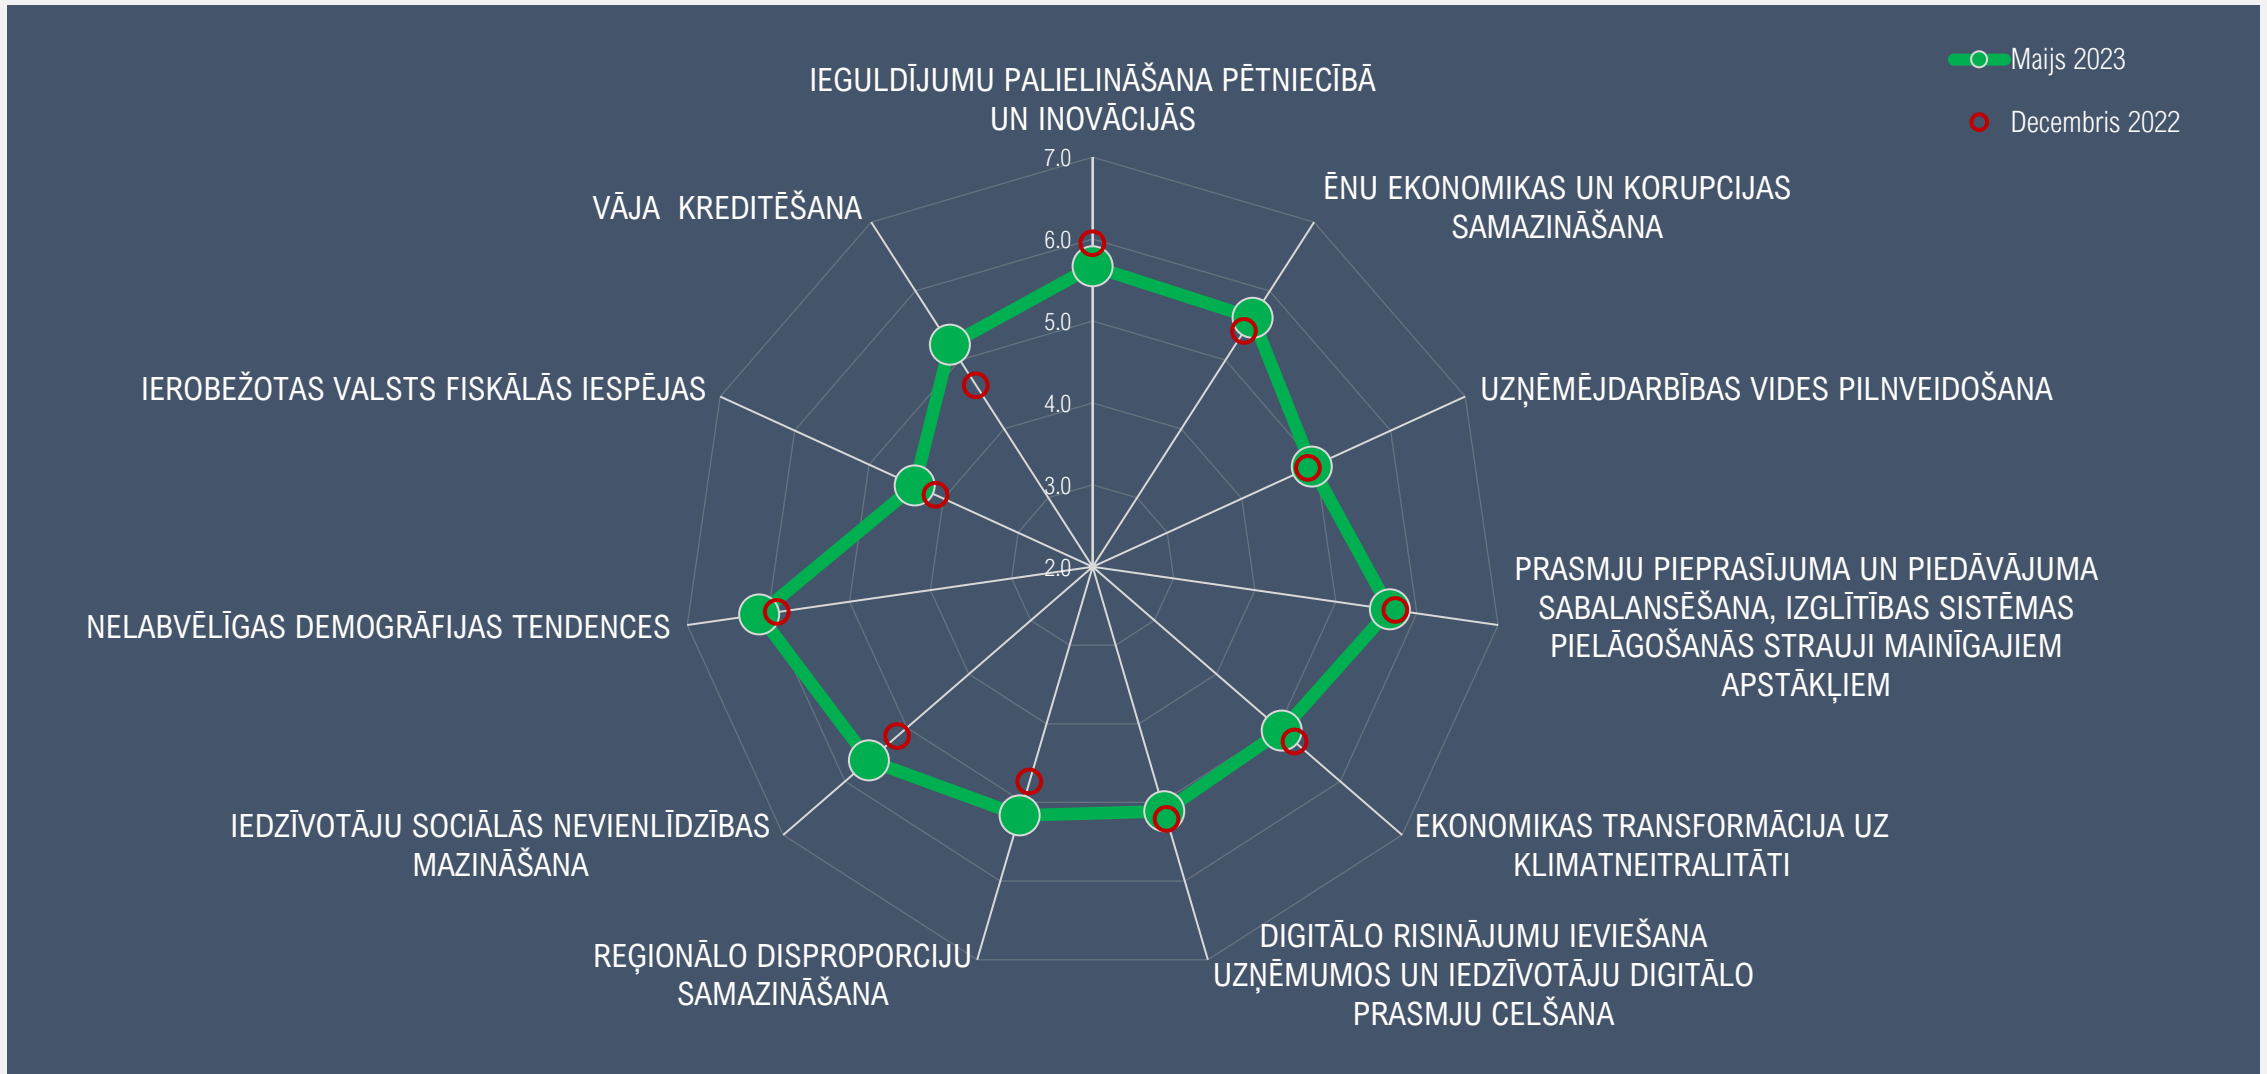 Maijs 2023
Decembris 2022
IEGULDĪJUMU PALIELINĀŠANA PĒTNIECĪBĀ
UN INOVĀCIJĀS
ĒNU EKONOMIKAS UN KORUPCIJAS
SAMAZINĀŠANA
UZŅĒMĒJDARBĪBAS VIDES PILNVEIDOŠANA
PRASMJU PIEPRASĪJUMA UN PIEDĀVĀJUMA
SABALANSĒŠANA, IZGLĪTĪBAS SISTĒMAS
PIELĀGOŠANĀS STRAUJI MAINĪGAJIEM
APSTĀKĻIEM
EKONOMIKAS TRANSFORMĀCIJA UZ
KLIMATNEITRALITĀTI
DIGITĀLO RISINĀJUMU IEVIEŠANA
UZŅĒMUMOS UN IEDZĪVOTĀJU DIGITĀLO
PRASMJU CELŠANA
REĢIONĀLO DISPROPORCIJU
SAMAZINĀŠANA
IEDZĪVOTĀJU SOCIĀLĀS NEVIENLĪDZĪBAS
MAZINĀŠANA
NELABVĒLĪGAS DEMOGRĀFIJAS TENDENCES
IEROBEŽOTAS VALSTS FISKĀLĀS IESPĒJAS
VĀJA  KREDITĒŠANA
7.0
6.0
5.0
4.0
3.0
2.0